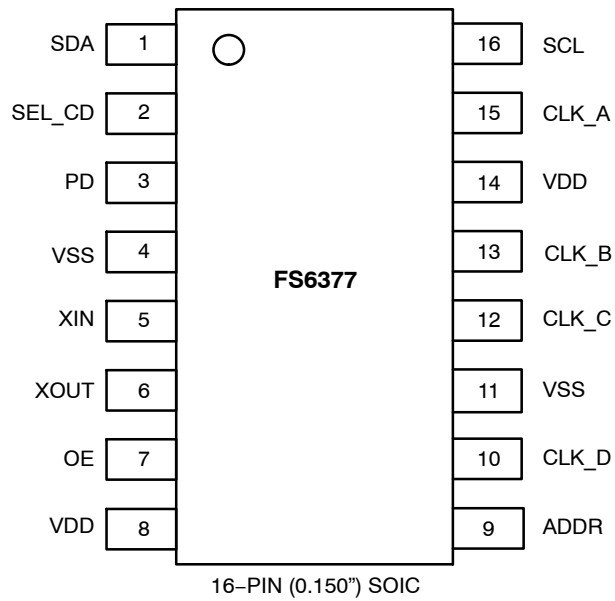 SDA 1 16 SCL
SEL_CD 2 15 CLK_A
PD 3 14 VDD
VSS 4 13 CLK_B
FS6377
XIN 5 12 CLK_C
XOUT 6 11 VSS
OE 7 10 CLK_D
VDD 8 9 ADDR
16−PIN (0.150”) SOIC